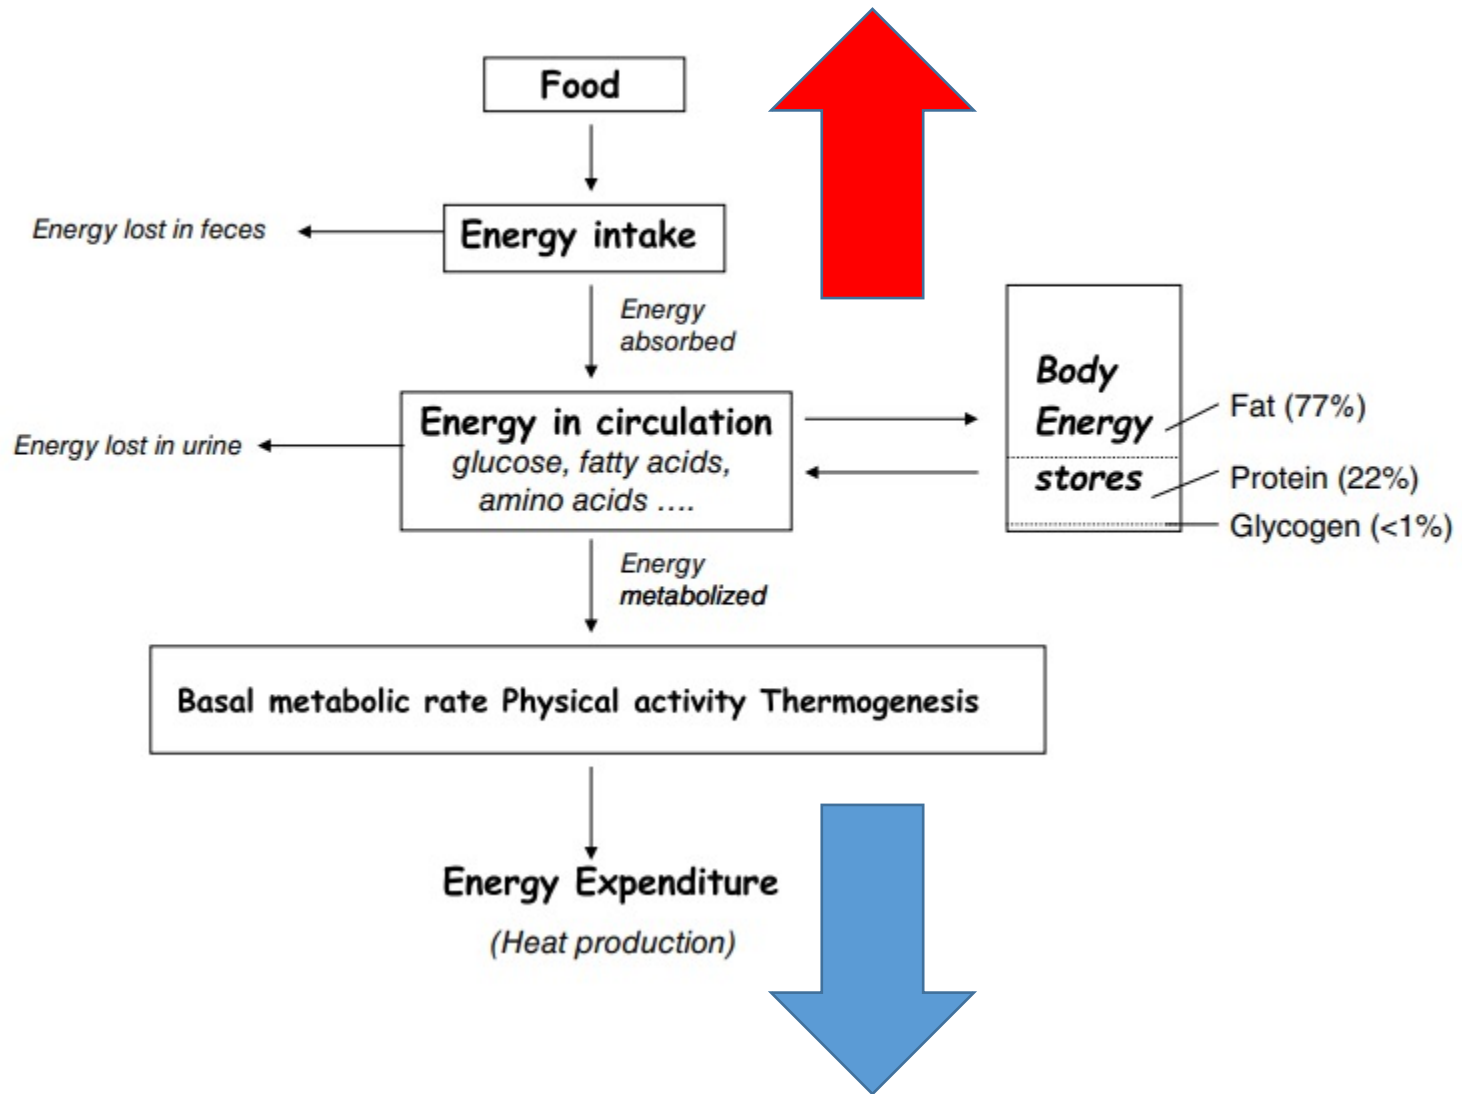 Food
Energy lost in feces
Energy intake
Energy
absorbed
Body
Energy
stores
Fat (77%)
Protein (22%)
Glycogen (<1%)
Energy in circulation
glucose, fatty acids,
amino acids ....
Energy lost in urine
Energy
metabolized
Basal metabolic rate Physical activity Thermogenesis
Energy Expenditure
(Heat production)